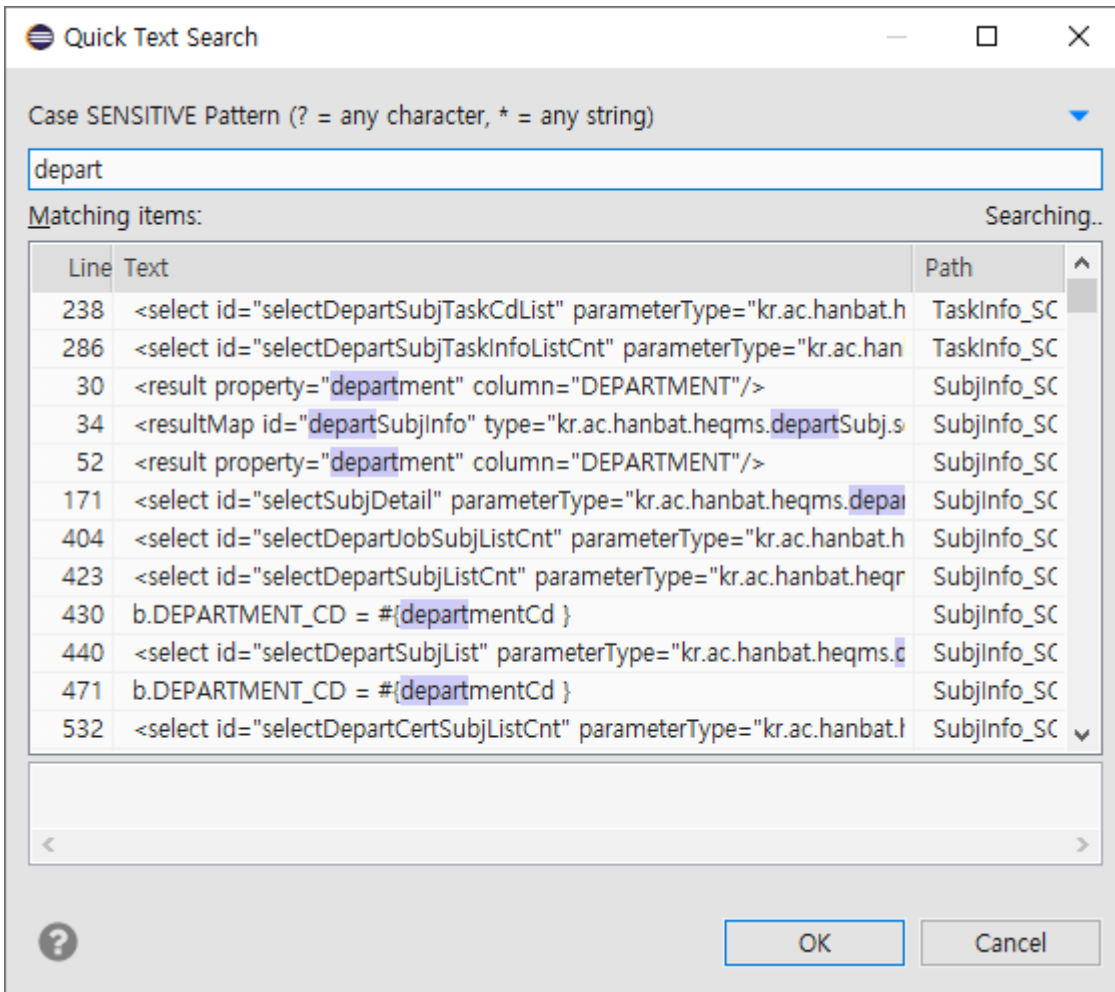 Quick Text Search
Case SENSITIVE Pattern (? = any character, * = any string)
depart
Matching items:
Searching..
Line Text Path
238 <select id="selectDepartSubjTaskCdList" parameterType="kr.ac.hanbat.h TaskInfo_SC
286 <select id="selectDepartSubjTaskInfoListCnt" parameterType="kr.ac.han TaskInfo_SC
30 <result property="department" column="DEPARTMENT"/> SubjInfo_SC
34 <resultMap id="departSubjInfo" type="kr.ac.hanbat.heqms.departSubj.s SubjInfo_SC
52 <result property="department" column="DEPARTMENT"/> SubjInfo_SC
171 <select id="selectSubjDetail" parameterType="kr.ac.hanbat.heqms.depar SubjInfo_SC
404 <select id="selectDepartJobSubjListCnt" parameterType="kr.ac.hanbat.h SubjInfo_SC
423 <select id="selectDepartSubjListCnt" parameterType="kr.ac.hanbat.heqm SubjInfo_SC
430 b.DEPARTMENT_CD = #{departmentCd } SubjInfo_SC
440 <select id="selectDepartSubjList" parameterType="kr.ac.hanbat.heqms.d SubjInfo_SC
471 b.DEPARTMENT_CD = #{departmentCd } SubjInfo_SC
532 <select id="selectDepartCertSubjListCnt" parameterType="kr.ac.hanbat.h SubjInfo_SC
OK Cancel